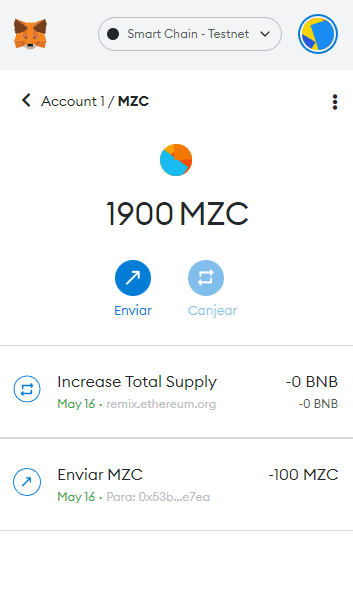 Smart Chain - Testnet
Account 1 / MZC
1900 MZC
Enviar Canjear
Increase Total Supply -0 BNB
May 16 · remix.ethereum.org -0 BNB
Enviar MZC -100 MZC
May 16 · Para: 0x53b...e7ea